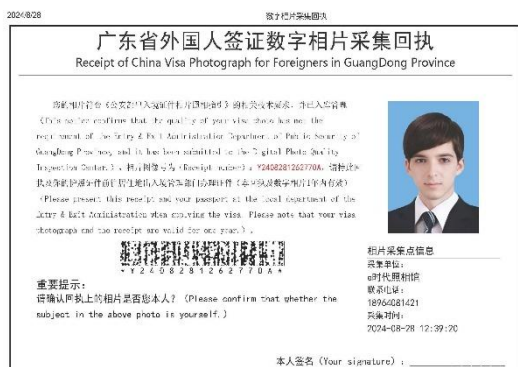 2024/8/28
数字相片采集回执
广东省外国人签证数字相片采集回执
Receipt of China Visa Photograph for Foreigners in GuangDong Province
(This notice confirms that the quality of your visa photo has met the
requirement of the Entry & Exit Administration Department of Public Security of
GuangDong Province, and it has been submitted to the Digital Photo Quality
Inspection Center.), 相片图像号为 (Receipt number): Y2408281262770A,
(Please present this receipt and your passport at the local department of the
Entry & Exit Administration when applying the visa. Please note that your visa
photograph and the receipt are valid for one year.).
*Y2408281262770A*
重要提示:
请确认回执上的相片是否您本人? (Please confirm that whether the
subject in the above photo is yourself.)
相片采集点信息
采集单位:
e时代照相馆
联系电话:
18964081421
采集时间:
2024-08-28 12:39:20
本人签名 (Your signature) :